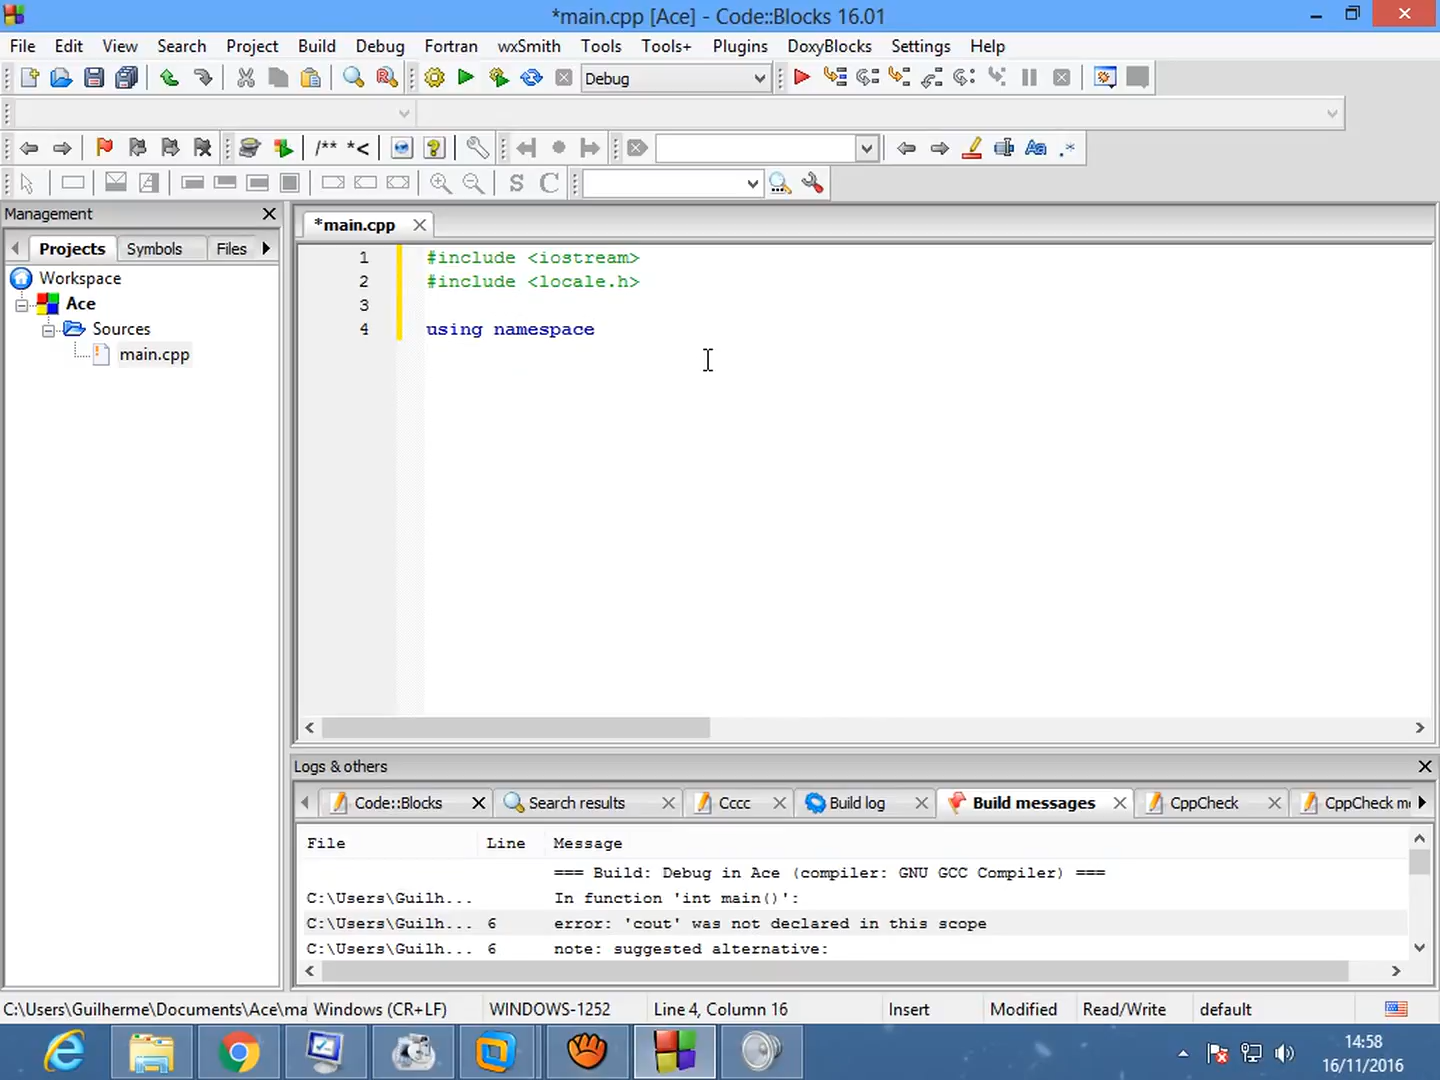 *main.cpp [Ace] - Code::Blocks 16.01
File Edit View Search Project Build Debug Fortran wxSmith Tools Tools+ Plugins DoxyBlocks Settings Help
Debug
/** *<
Aa .*
S C
Management
Projects Symbols Files
Workspace
Ace
Sources
main.cpp
*main.cpp
1 #include <iostream>
2 #include <locale.h>
3
4 using namespace
Logs & others
Code::Blocks Search results Cccc Build log Build messages CppCheck CppCheck me
File Line Message
=== Build: Debug in Ace (compiler: GNU GCC Compiler) ===
C:\Users\Guilh... In function 'int main()':
C:\Users\Guilh... 6 error: 'cout' was not declared in this scope
C:\Users\Guilh... 6 note: suggested alternative:
C:\Users\Guilherme\Documents\Ace\ma Windows (CR+LF) WINDOWS-1252 Line 4, Column 16 Insert Modified Read/Write default
14:58
16/11/2016